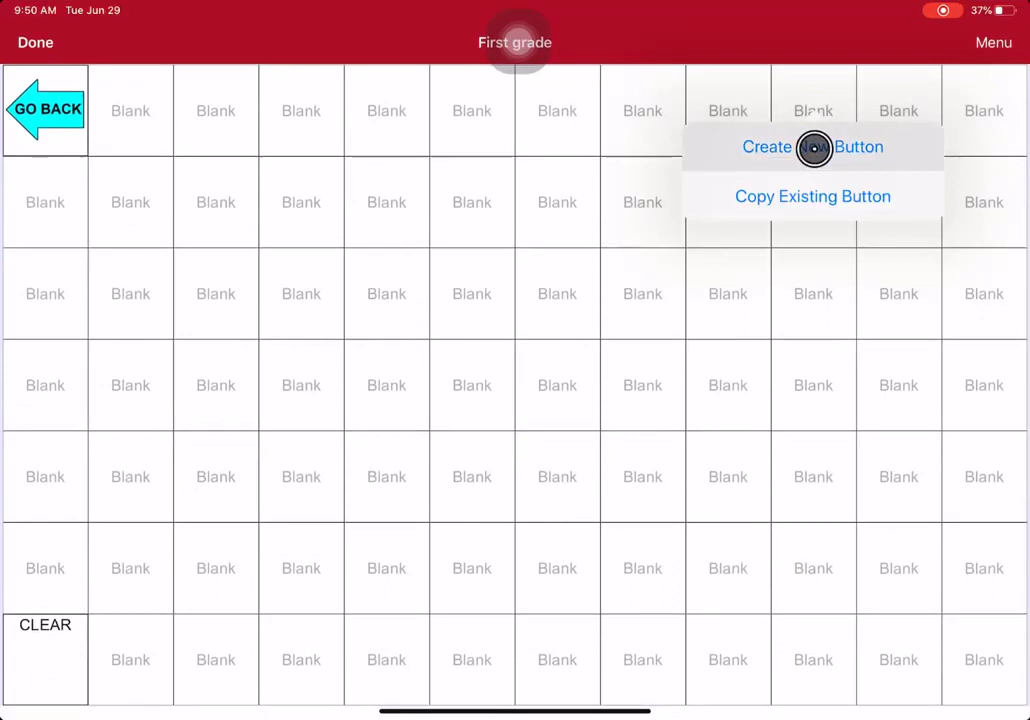 9:50 AM Tue Jun 29 37%
Done First grade Menu
GO BACK Blank Blank Blank Blank Blank Blank Blank Blank Blank Blank Blank
Create New Button
Copy Existing Button
Blank Blank Blank Blank Blank Blank Blank Blank Blank
Blank Blank Blank Blank Blank Blank Blank Blank Blank Blank Blank Blank
Blank Blank Blank Blank Blank Blank Blank Blank Blank Blank Blank Blank
Blank Blank Blank Blank Blank Blank Blank Blank Blank Blank Blank Blank
Blank Blank Blank Blank Blank Blank Blank Blank Blank Blank Blank Blank
CLEAR Blank Blank Blank Blank Blank Blank Blank Blank Blank Blank Blank